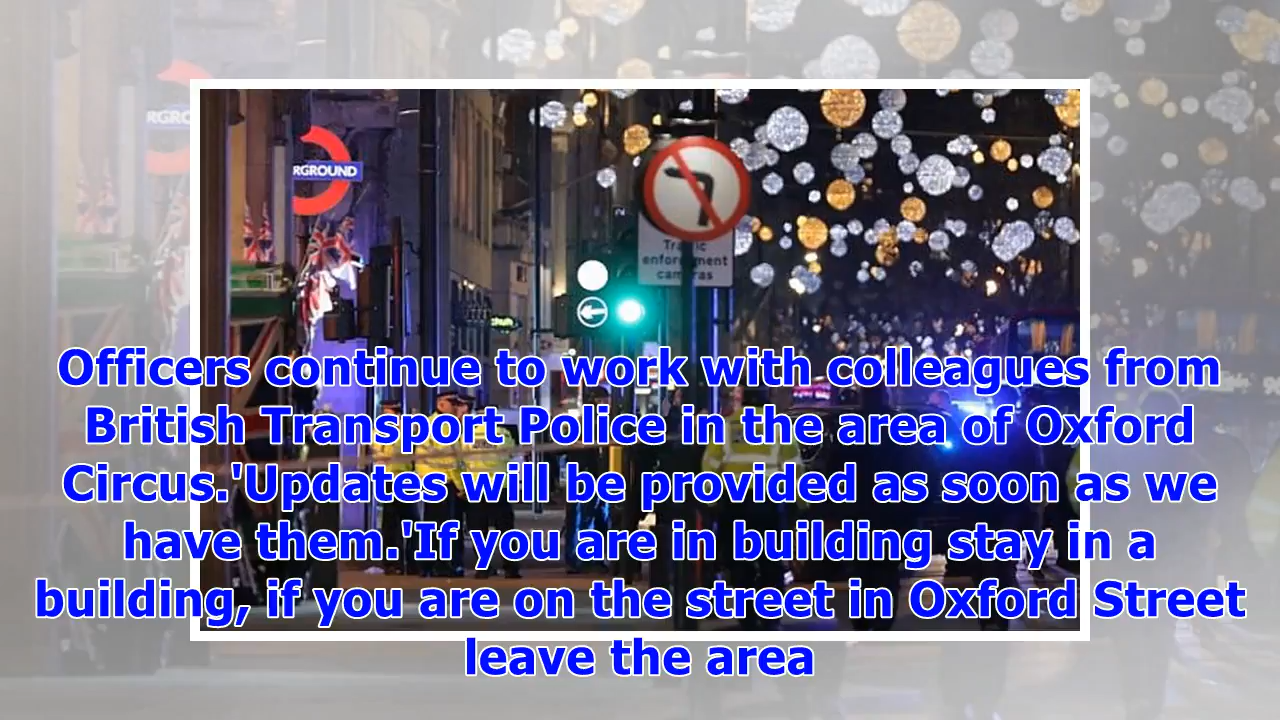 RGRO
RGROUND
Traffic
enforcement
cameras
Officers continue to work with colleagues from
British Transport Police in the area of Oxford
Circus.'Updates will be provided as soon as we
have them.'If you are in building stay in a
building, if you are on the street in Oxford Street
leave the area